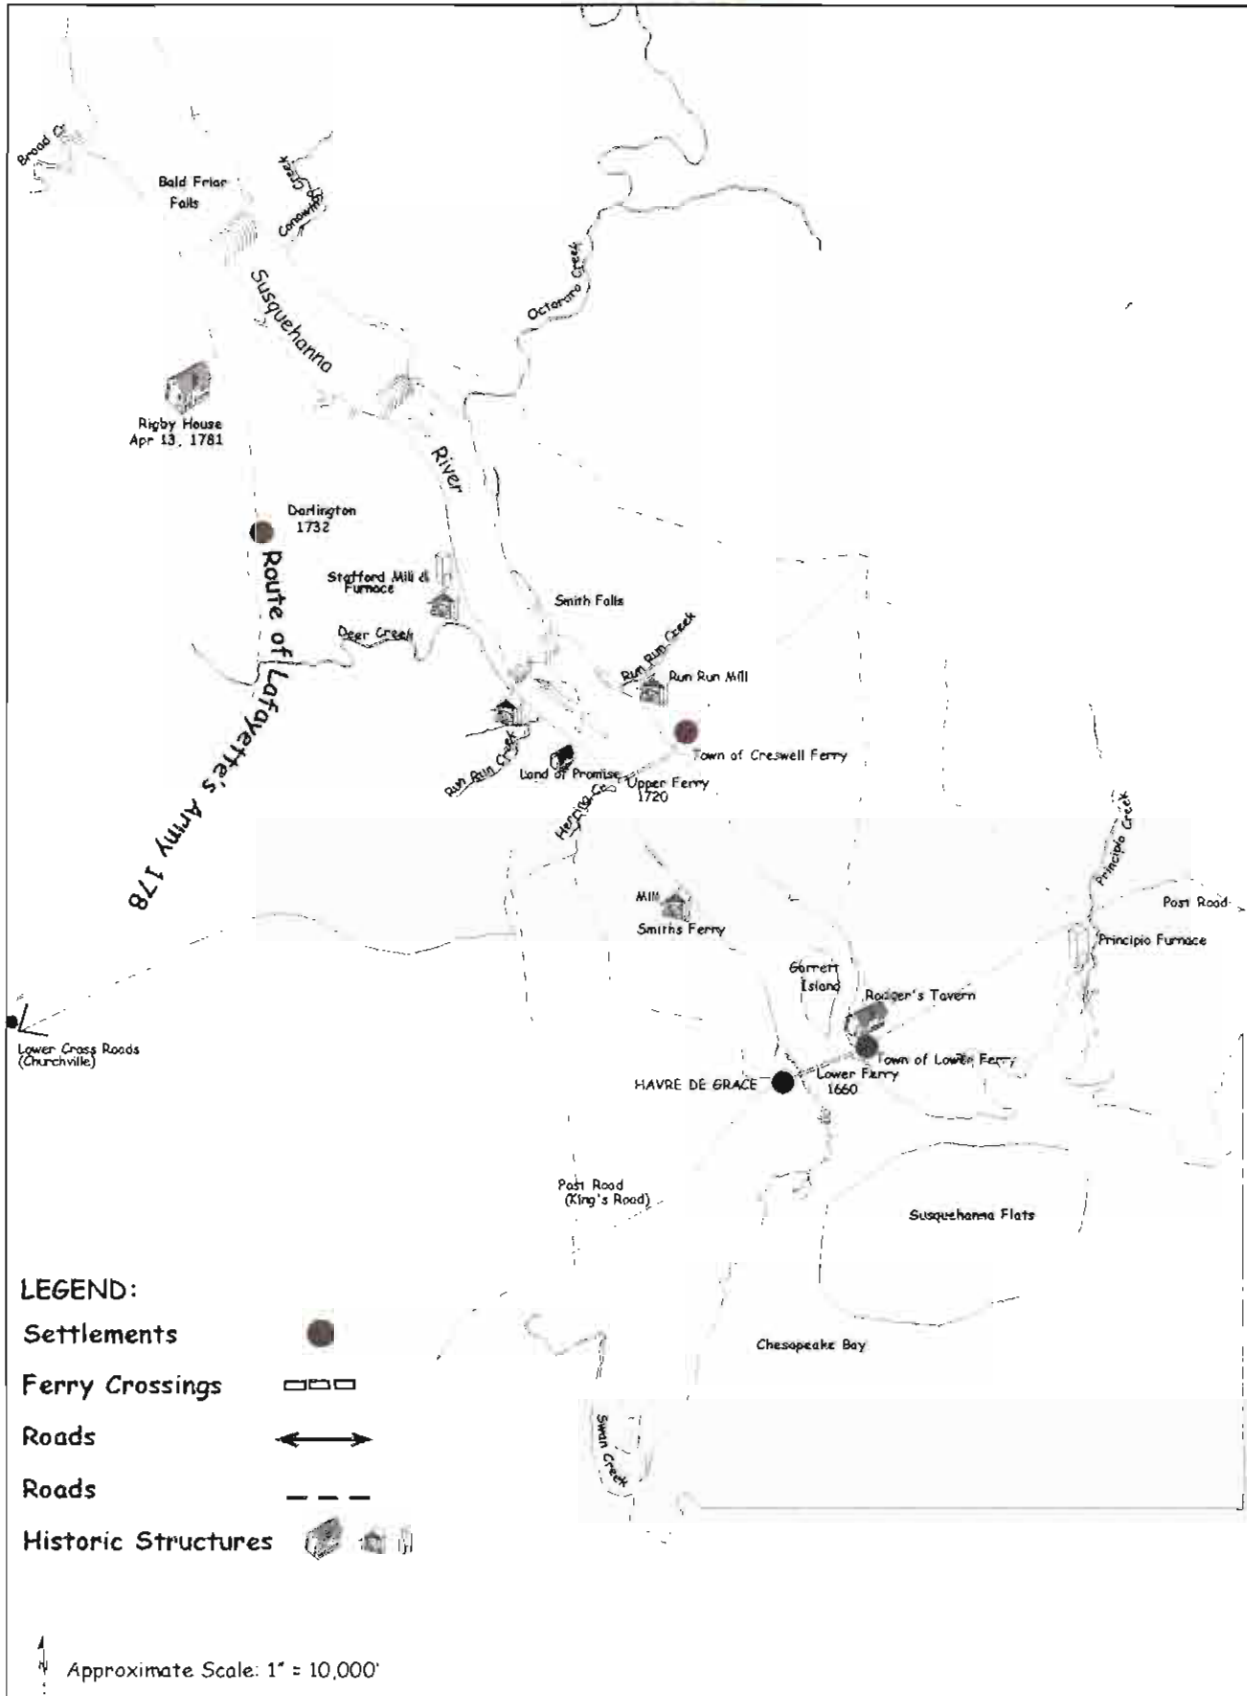 Broad Cr
Bald Friar
Falls
Conowingo Creek
Susquehanna
River
Octoraro Creek
Rigby House
Apr 13, 1781
Darlington
1732
Route of Lafayette's Army 178
Stafford Mill &
Furnace
Deer Creek
Smith Falls
Run Run Creek
Run Run Mill
Run Run Creek
Land of Promise
Town of Creswell Ferry
Upper Ferry
1720
Herring Cr
Principio Creek
Post Road
Principio Furnace
Mill
Smiths Ferry
Garrett
Island
Rodger's Tavern
Town of Lower Ferry
Lower Ferry
1660
HAVRE DE GRACE
Lower Cross Roads
(Churchville)
Post Road
(King's Road)
Susquehanna Flats
Chesapeake Bay
Swan Creek
LEGEND:
Settlements
Ferry Crossings
Roads
Roads
Historic Structures
N
Approximate Scale: 1" = 10,000'